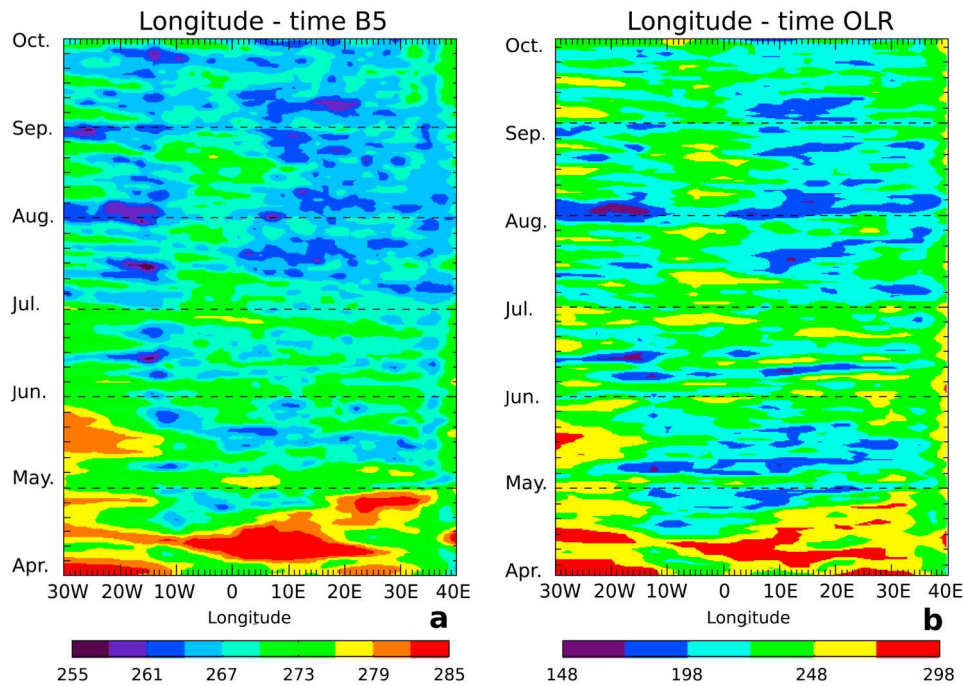 Longitude - time B5
Oct.
Sep.
Aug.
Jul.
Jun.
May.
Apr.
30W 20W 10W 0 10E 20E 30E 40E
Longitude
a
255 261 267 273 279 285
Longitude - time OLR
Oct.
Sep.
Aug.
Jul.
Jun.
May.
Apr.
30W 20W 10W 0 10E 20E 30E 40E
Longitude
b
148 198 248 298